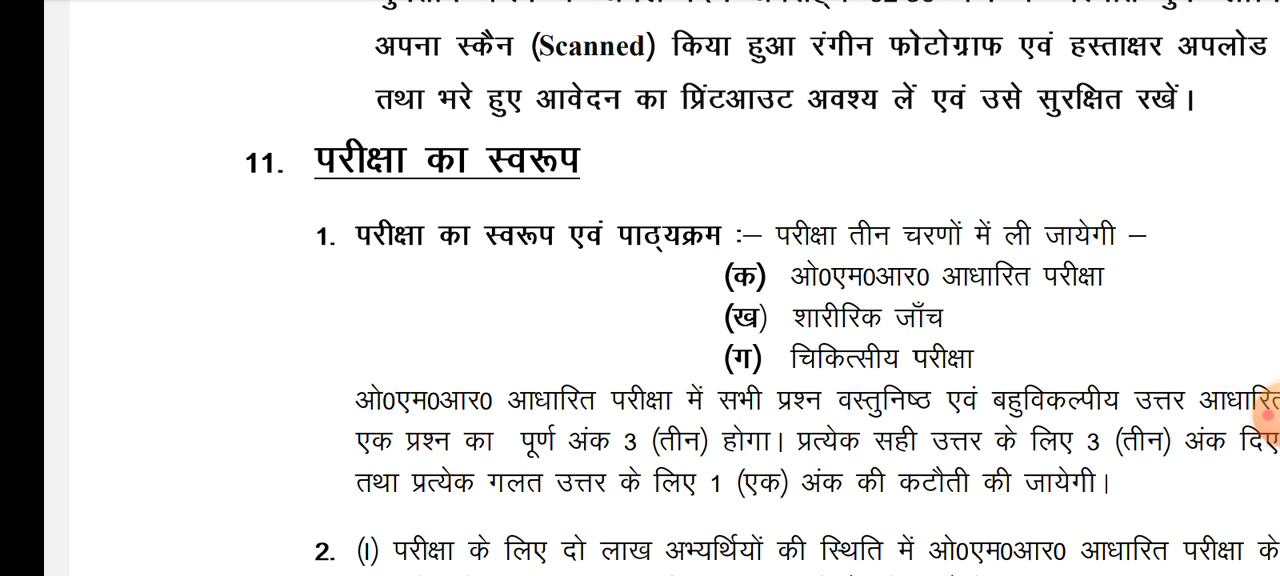 अपना स्कैन (Scanned) किया हुआ रंगीन फोटोग्राफ एवं हस्ताक्षर अपलोड
तथा भरे हुए आवेदन का प्रिंटआउट अवश्य लें एवं उसे सुरक्षित रखें।
11. परीक्षा का स्वरूप
1. परीक्षा का स्वरूप एवं पाठ्यक्रम :– परीक्षा तीन चरणों में ली जायेगी –
(क) ओ0एम0आर0 आधारित परीक्षा
(ख) शारीरिक जाँच
(ग) चिकित्सीय परीक्षा
ओ0एम0आर0 आधारित परीक्षा में सभी प्रश्न वस्तुनिष्ठ एवं बहुविकल्पीय उत्तर आधारित
एक प्रश्न का पूर्ण अंक 3 (तीन) होगा। प्रत्येक सही उत्तर के लिए 3 (तीन) अंक दिए
तथा प्रत्येक गलत उत्तर के लिए 1 (एक) अंक की कटौती की जायेगी।
2. (I) परीक्षा के लिए दो लाख अभ्यर्थियों की स्थिति में ओ0एम0आर0 आधारित परीक्षा के